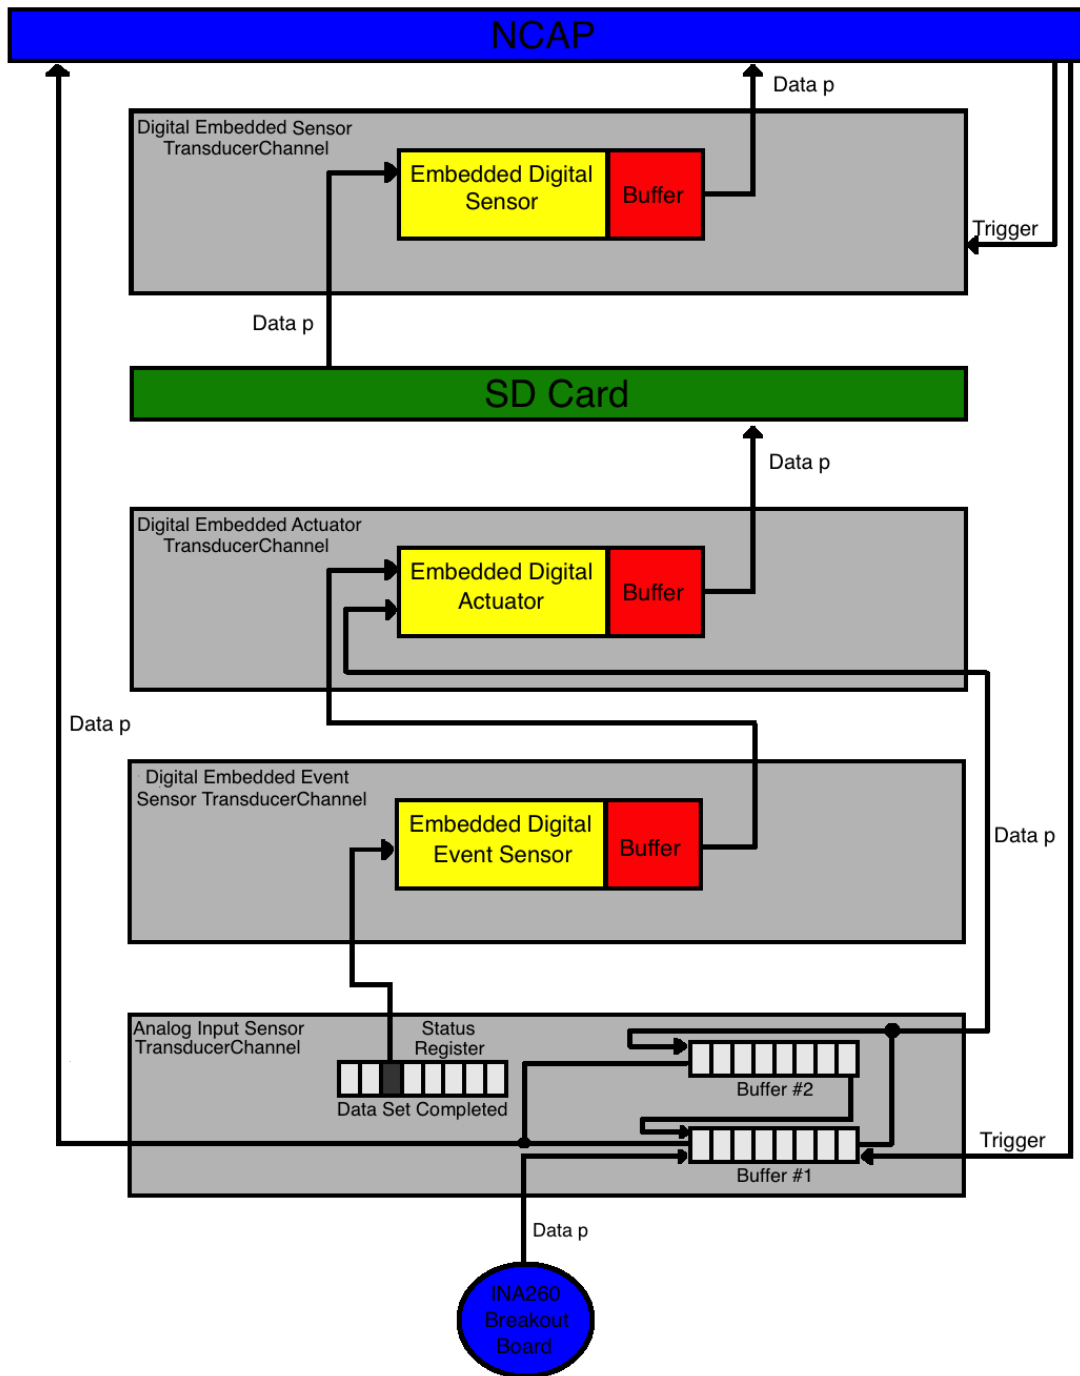 NCAP
Data p
Digital Embedded Sensor
TransducerChannel
Embedded Digital
Sensor
Buffer
Trigger
Data p
SD Card
Data p
Digital Embedded Actuator
TransducerChannel
Embedded Digital
Actuator
Buffer
Data p
Digital Embedded Event
Sensor TransducerChannel
Embedded Digital
Event Sensor
Buffer
Data p
Analog Input Sensor
TransducerChannel
Status
Register
Data Set Completed
Buffer #2
Buffer #1
Trigger
Data p
INA260
Breakout
Board